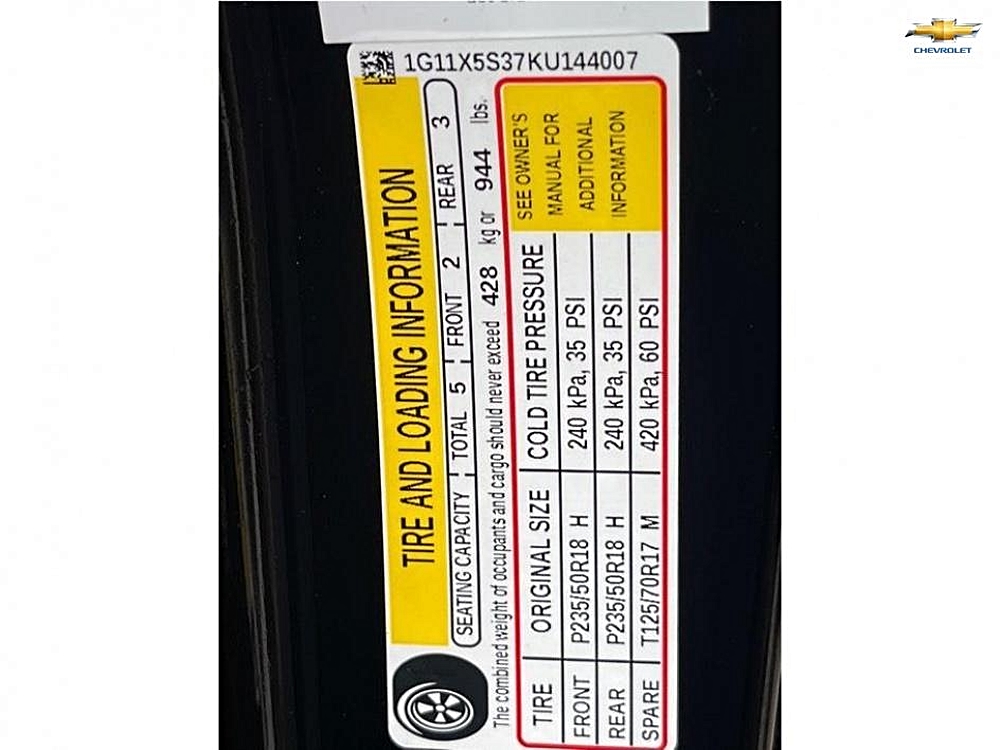 1G11X5S37KU144007
TIRE AND LOADING INFORMATION
SEATING CAPACITY TOTAL 5 FRONT 2 REAR 3
The combined weight of occupants and cargo should never exceed 428 kg or 944 lbs.
TIRE ORIGINAL SIZE COLD TIRE PRESSURE
FRONT P235/50R18 H 240 kPa, 35 PSI
REAR P235/50R18 H 240 kPa, 35 PSI
SPARE T125/70R17 M 420 kPa, 60 PSI
SEE OWNER'S
MANUAL FOR
ADDITIONAL
INFORMATION
CHEVROLET